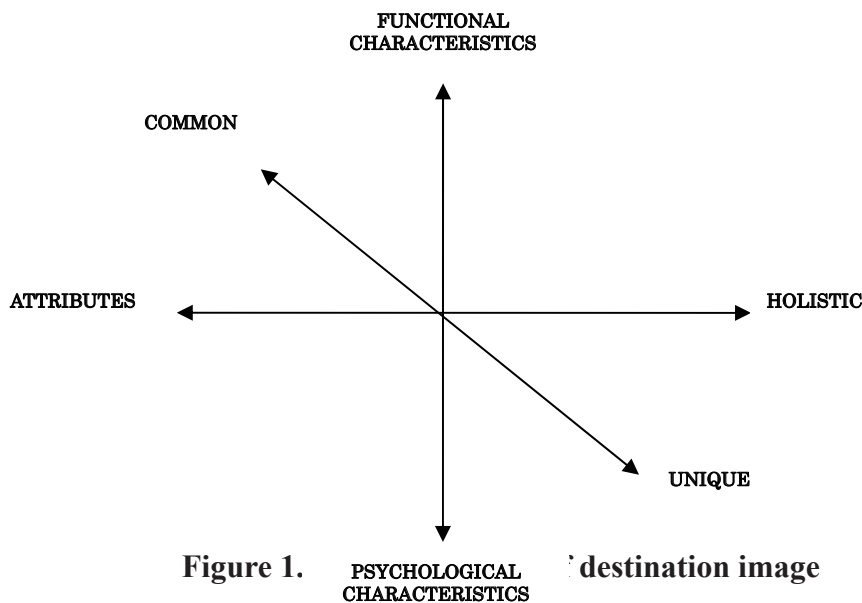 FUNCTIONAL
CHARACTERISTICS
COMMON
ATTRIBUTES
HOLISTIC
UNIQUE
Figure 1. destination image
PSYCHOLOGICAL
CHARACTERISTICS